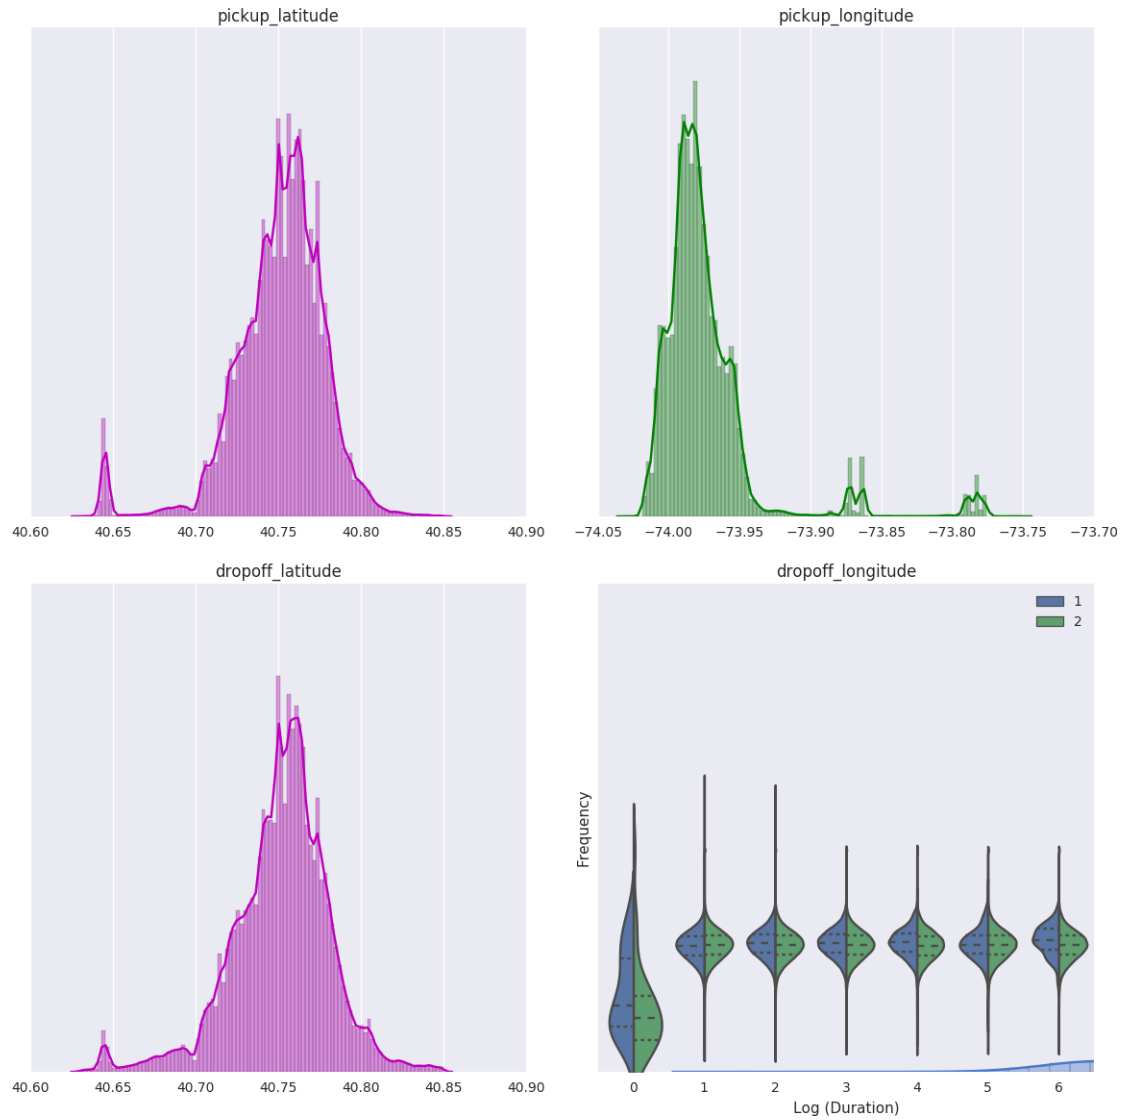 pickup_latitude
40.60 40.65 40.70 40.75 40.80 40.85 40.90
pickup_longitude
−74.05 −74.00 −73.95 −73.90 −73.85 −73.80 −73.75 −73.70
dropoff_latitude
40.60 40.65 40.70 40.75 40.80 40.85 40.90
dropoff_longitude
1
2
Frequency
0 1 2 3 4 5 6
Log (Duration)